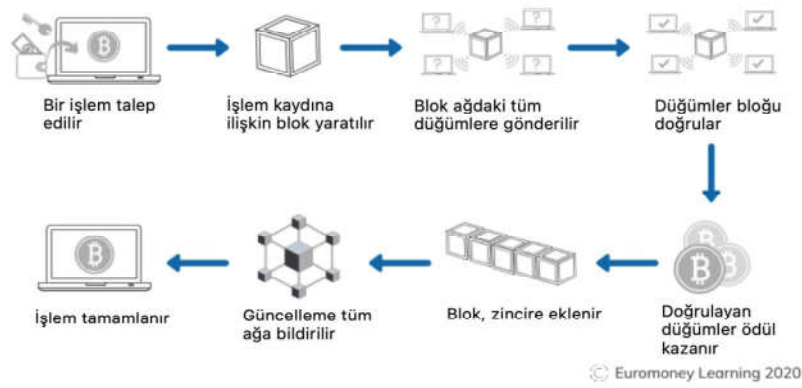 Bir işlem talep
edilir
İşlem kaydına
ilişkin blok yaratılır
Blok ağdaki tüm
düğümlere gönderilir
Düğümler bloğu
doğrular
Doğrulayan
düğümler ödül
kazanır
Blok, zincire eklenir
Güncelleme tüm
ağa bildirilir
İşlem tamamlanır
© Euromoney Learning 2020